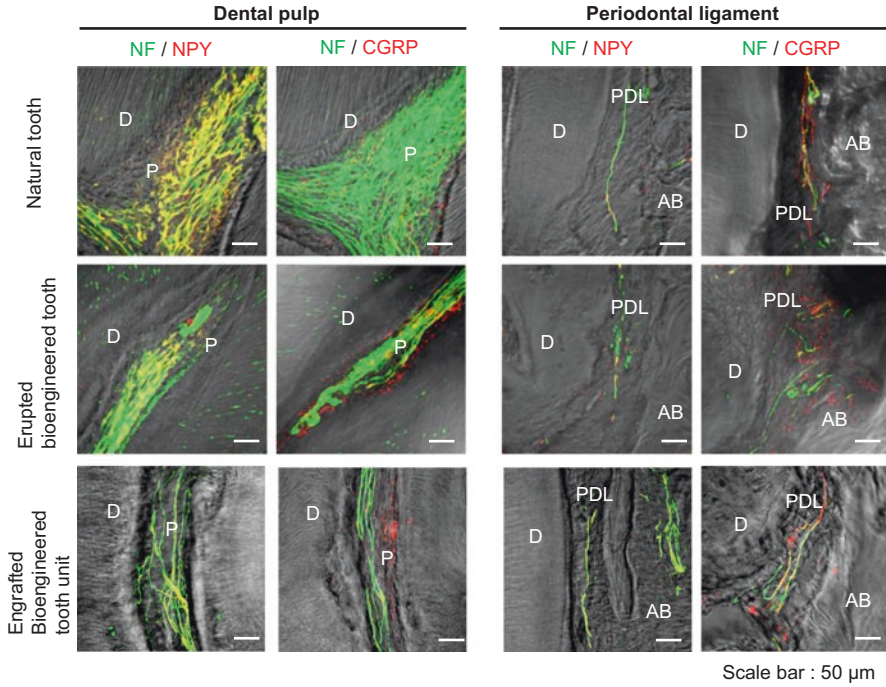 Dental pulp
Periodontal ligament
NF / NPY
NF / CGRP
NF / NPY
NF / CGRP
Natural tooth
D
P
D
P
PDL
D
AB
D
AB
PDL
Erupted
bioengineered tooth
D
P
D
P
PDL
D
AB
PDL
D
AB
Engrafted
Bioengineered
tooth unit
D
P
D
P
PDL
D
AB
PDL
D
AB
Scale bar : 50 μm